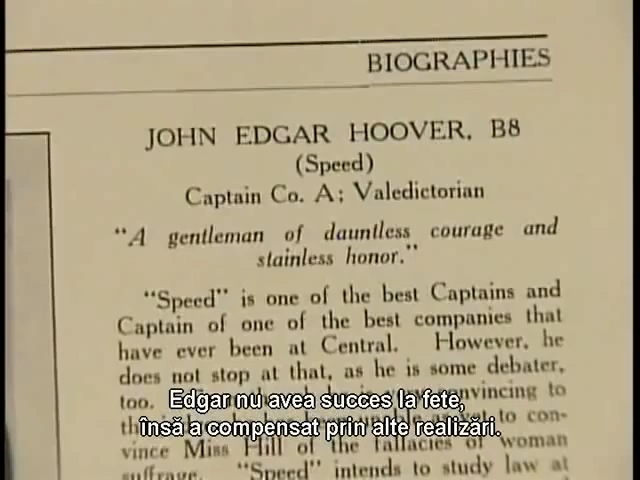 BIOGRAPHIES
JOHN EDGAR HOOVER, B8
(Speed)
Captain Co. A; Valedictorian
"A gentleman of dauntless courage and
stainless honor."
"Speed" is one of the best Captains and
Captain of one of the best companies that
have ever been at Central. However, he
does not stop at that, as he is some debater,
too. convincing to
to con-
vince Miss Hill of the fallacies of woman
suffrage. "Speed" intends to study law at
Edgar nu avea succes la fete,
însă a compensat prin alte realizări.